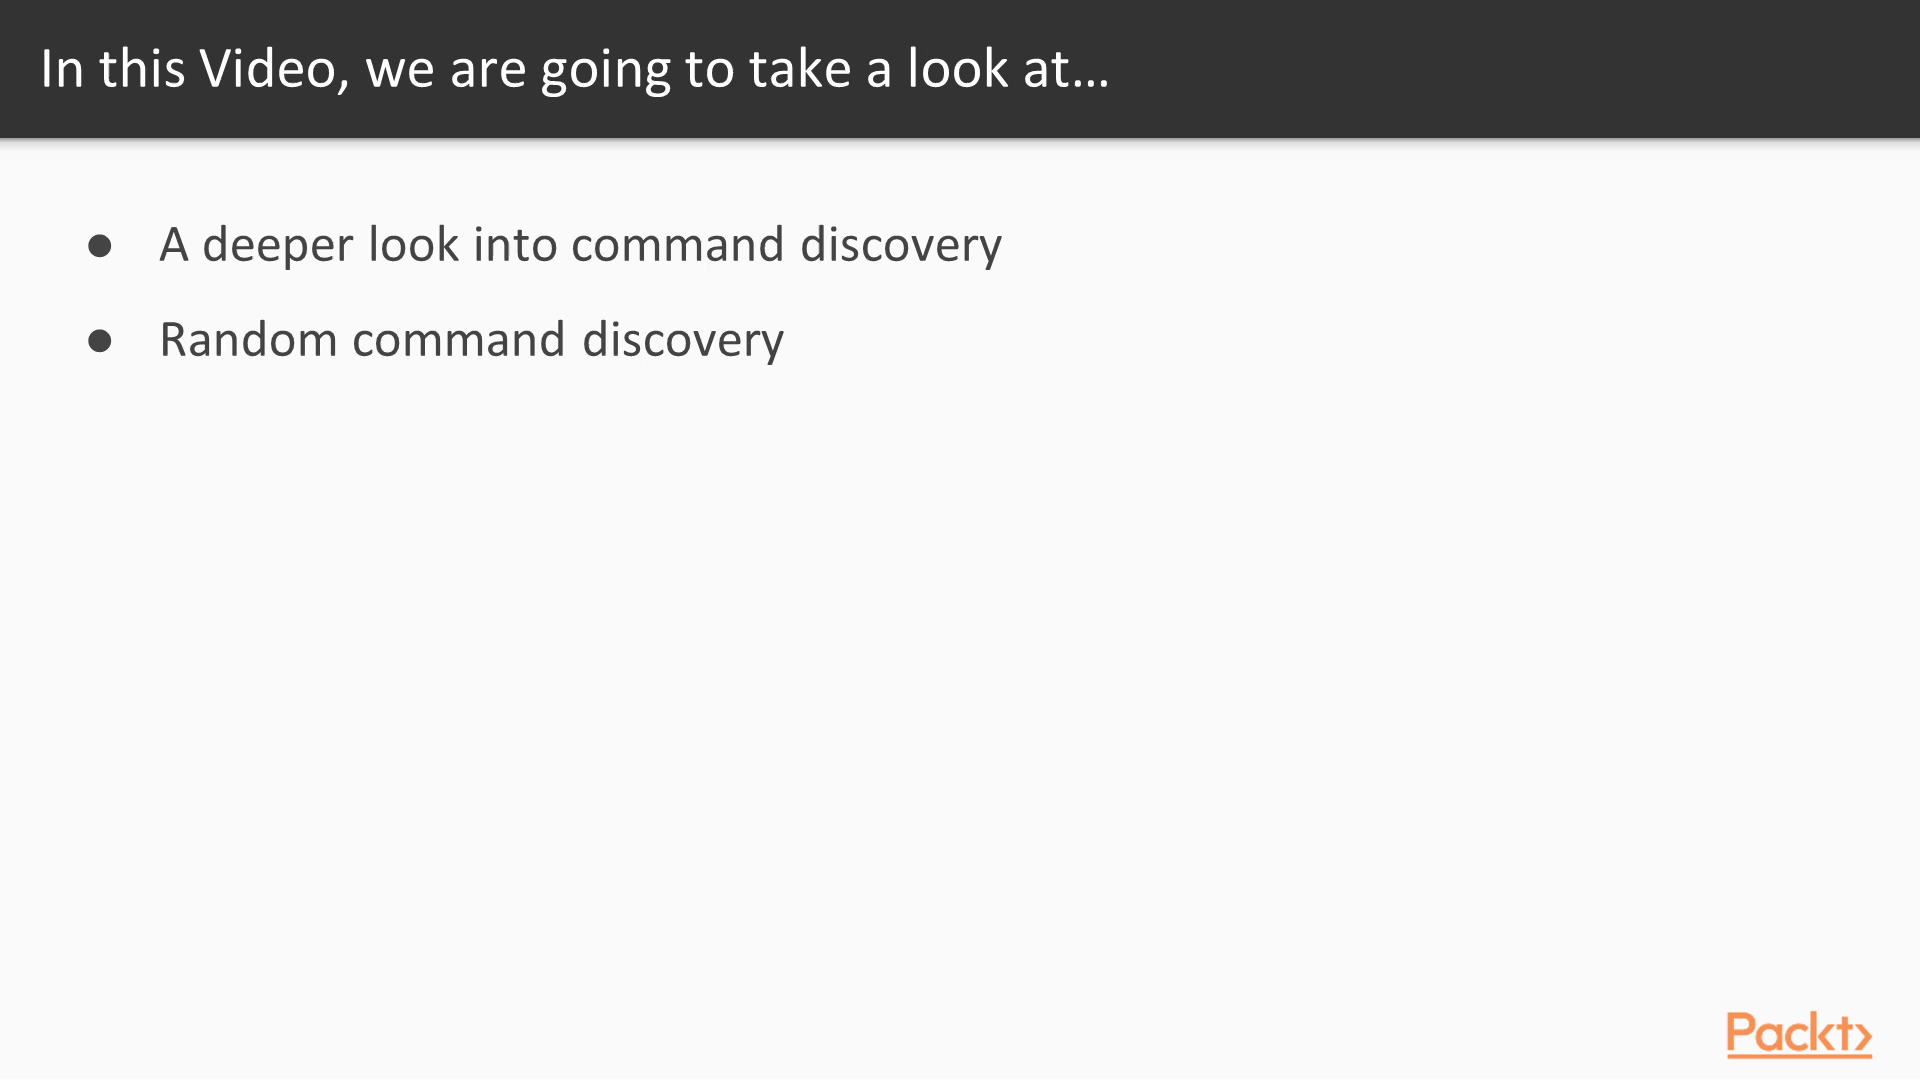 In this Video, we are going to take a look at...
● A deeper look into command discovery
● Random command discovery
Packt>